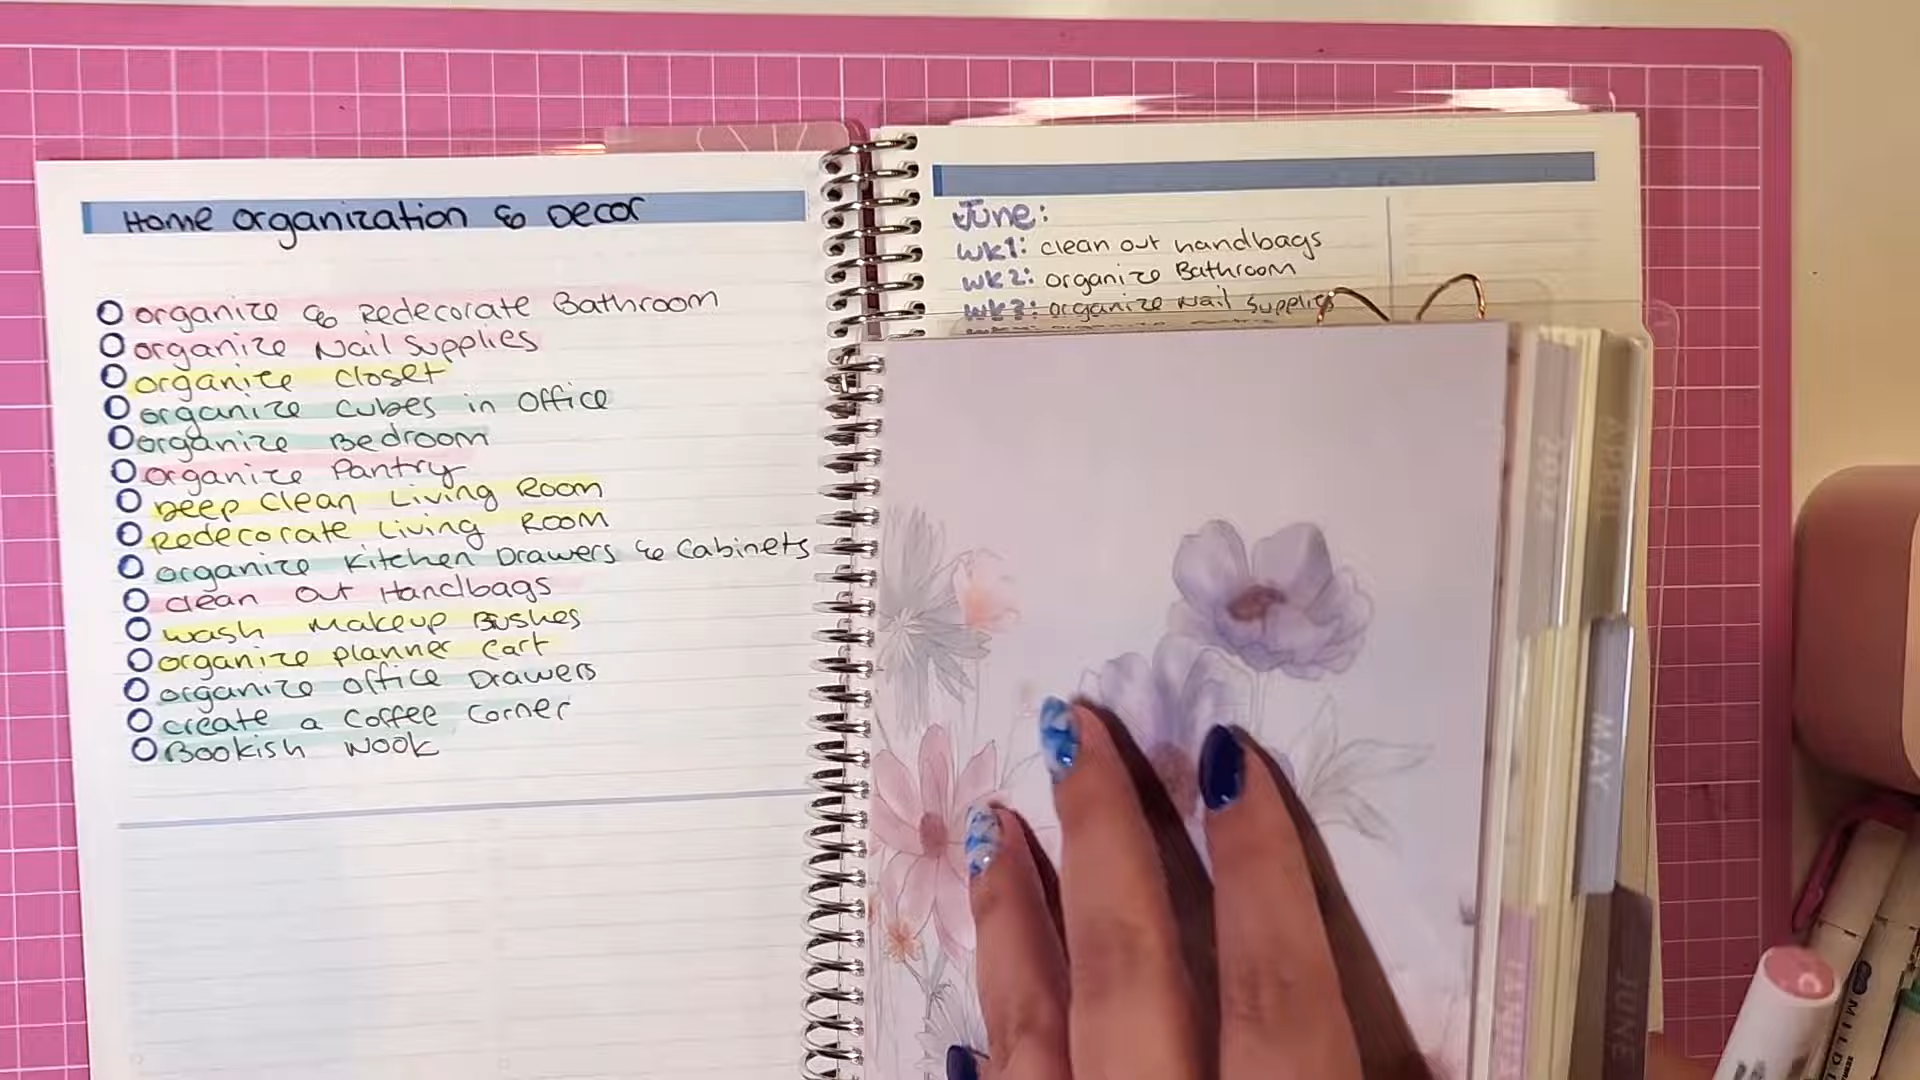 Home organization & Decor
organize & Redecorate Bathroom
organize Nail Supplies
organize closet
organize cubes in office
organize Bedroom
organize Pantry
Deep clean Living Room
Redecorate Living Room
organize kitchen Drawers & Cabinets
clean out Handbags
wash makeup Bushes
organize planner cart
organize office Drawers
create a coffee corner
Bookish Nook
June:
wk1: clean out handbags
wk2: organize Bathroom
wk3: organize Nail Supplies
2024
APRIL
MAY
JUNE